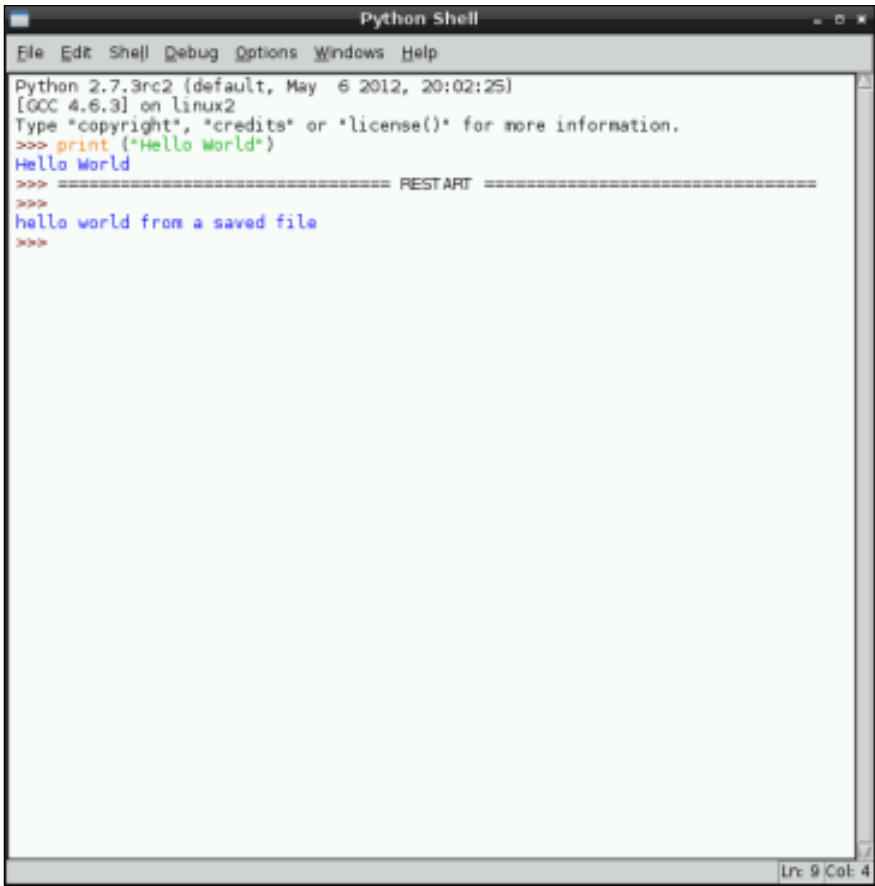 Python Shell
File Edit Shell Debug Options Windows Help
Python 2.7.3rc2 (default, May  6 2012, 20:02:25)
[GCC 4.6.3] on linux2
Type "copyright", "credits" or "license()" for more information.
>>> print ("Hello World")
Hello World
>>> ================================ RESTART ================================
>>>
hello world from a saved file
>>>
Ln: 9 Col: 4